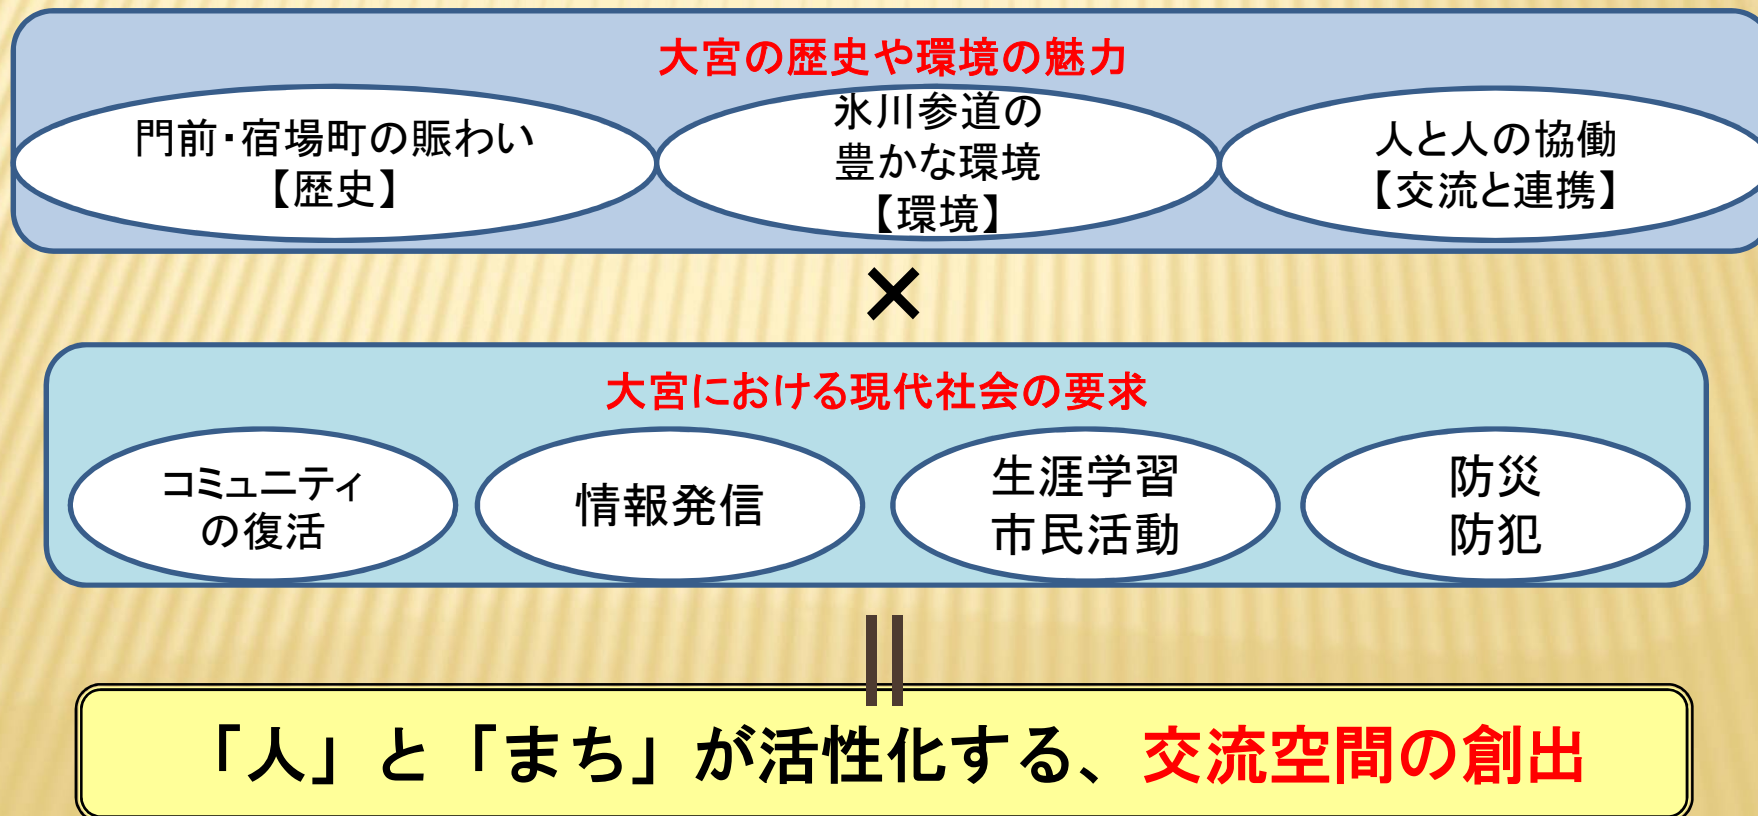 大宮の歴史や環境の魅力
門前・宿場町の賑わい
【歴史】
氷川参道の
豊かな環境
【環境】
人と人の協働
【交流と連携】
×
大宮における現代社会の要求
コミュニティ
の復活
情報発信
生涯学習
市民活動
防災
防犯
「人」と「まち」が活性化する、交流空間の創出